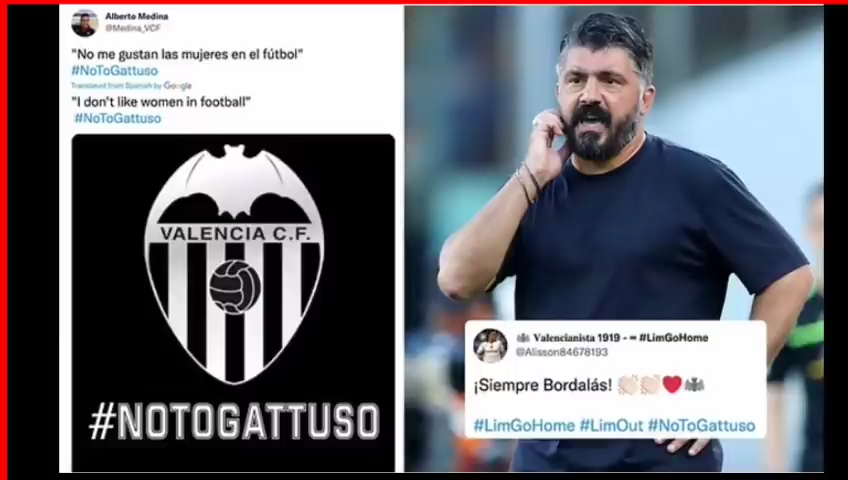 Alberto Medina
@Medina_VCF
"No me gustan las mujeres en el fútbol"
#NoToGattuso
Translated from Spanish by Google
"I don't like women in football"
#NoToGattuso
VALENCIA C.F.
#NOTOGATTUSO
Valencianista 1919 - = #LimGoHome
@Alisson84678193
¡Siempre Bordalás! 👏🏻👏🏻❤️🦇
#LimGoHome #LimOut #NoToGattuso